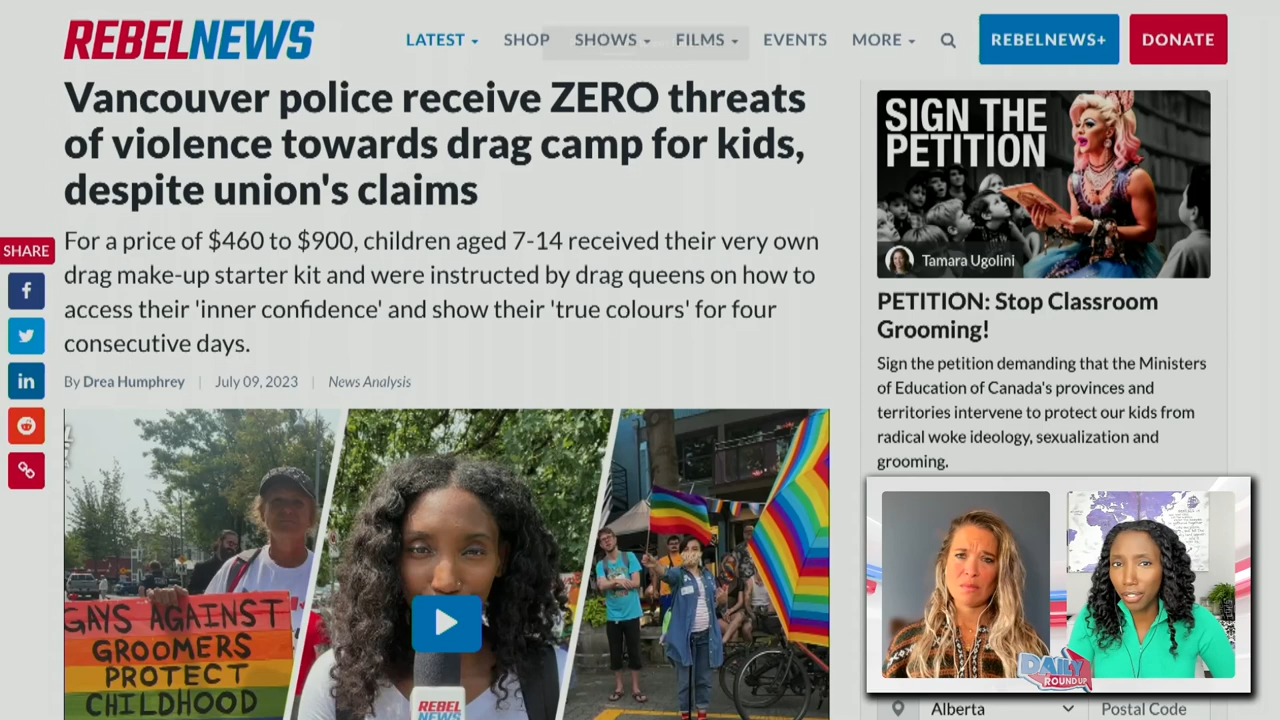 REBELNEWS
LATEST
SHOP
SHOWS
FILMS
EVENTS
MORE
REBELNEWS+
DONATE
Vancouver police receive ZERO threats
of violence towards drag camp for kids,
despite union's claims
For a price of $460 to $900, children aged 7-14 received their very own
drag make-up starter kit and were instructed by drag queens on how to
access their 'inner confidence' and show their 'true colours' for four
consecutive days.
By Drea Humphrey | July 09, 2023 | News Analysis
SHARE
GAYS AGAINST
GROOMERS
PROTECT
CHILDHOOD
REBEL
NEWS
SIGN THE
PETITION
Tamara Ugolini
PETITION: Stop Classroom
Grooming!
Sign the petition demanding that the Ministers
of Education of Canada's provinces and
territories intervene to protect our kids from
radical woke ideology, sexualization and
grooming.
DAILY
ROUNDUP
Alberta
Postal Code